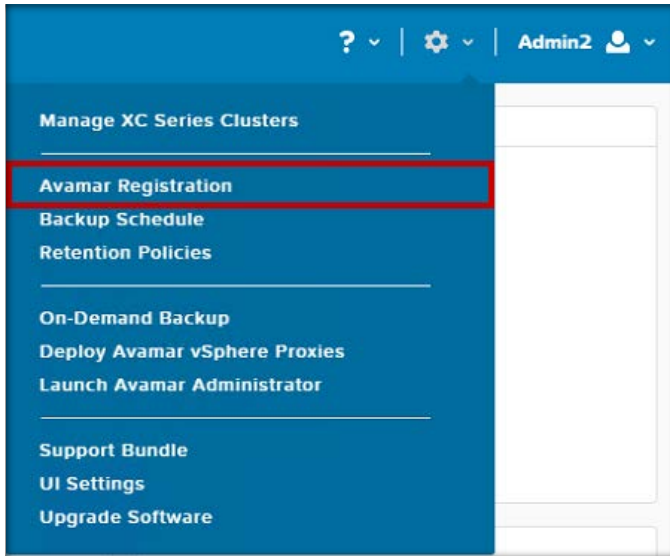 ? | | Admin2
Manage XC Series Clusters
Avamar Registration
Backup Schedule
Retention Policies
On-Demand Backup
Deploy Avamar vSphere Proxies
Launch Avamar Administrator
Support Bundle
UI Settings
Upgrade Software